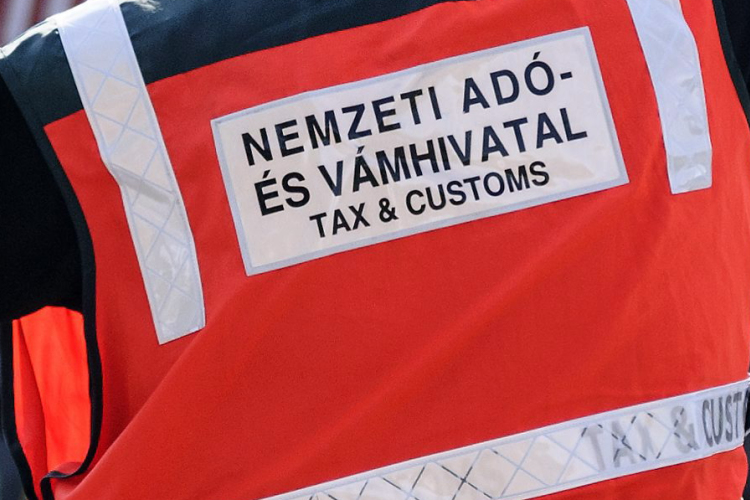 NEMZETI ADÓ-
ÉS VÁMHIVATAL
TAX & CUSTOMS
TAX & CUST